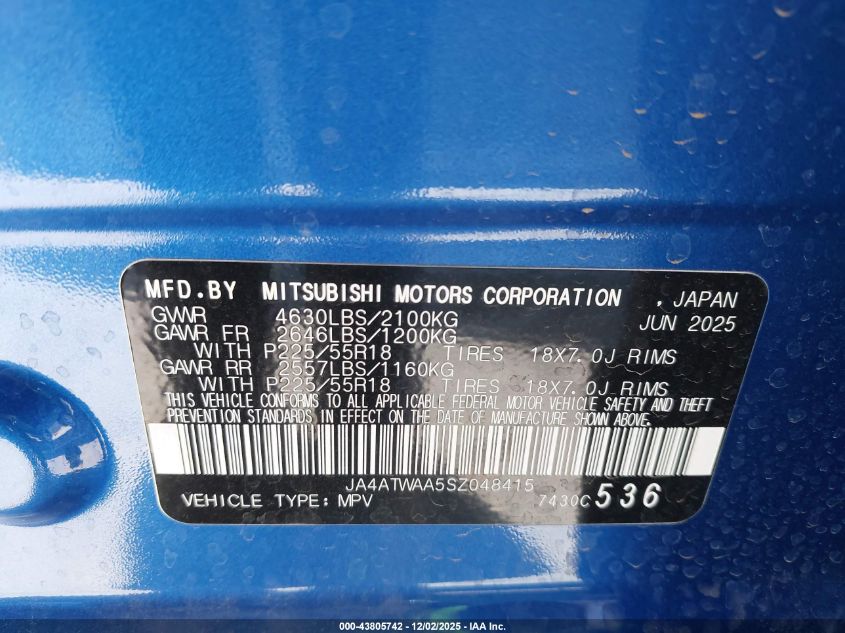 MFD.BY MITSUBISHI MOTORS CORPORATION , JAPAN
GVWR 4630LBS/2100KG JUN 2025
GAWR FR 2646LBS/1200KG
WITH P225/55R18 TIRES 18X7.0J RIMS
GAWR RR 2557LBS/1160KG
WITH P225/55R18 TIRES 18X7.0J RIMS
THIS VEHICLE CONFORMS TO ALL APPLICABLE FEDERAL MOTOR VEHICLE SAFETY AND THEFT
PREVENTION STANDARDS IN EFFECT ON THE DATE OF MANUFACTURE SHOWN ABOVE.
JA4ATWAA5SZ048415
VEHICLE TYPE: MPV 7430C 536
000-43805742 - 12/02/2025 - IAA Inc.